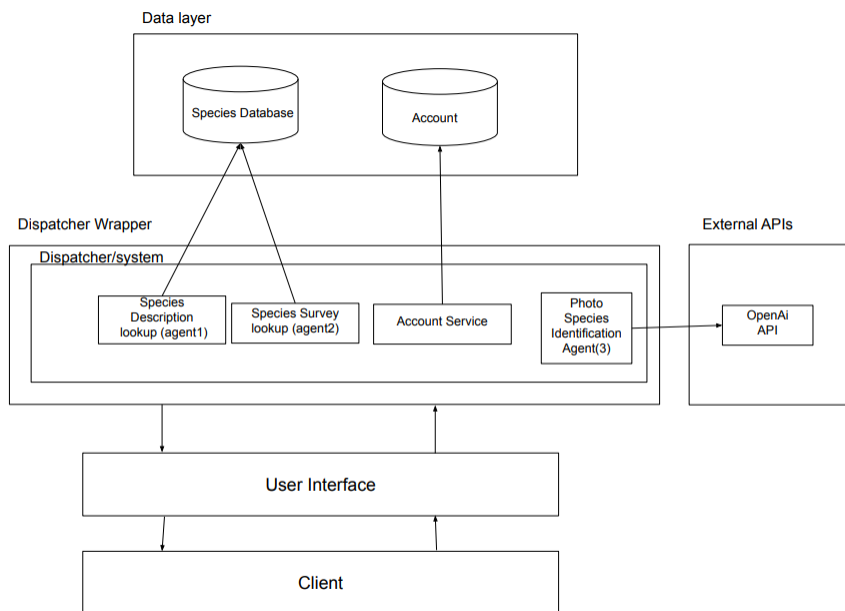 Data layer
Species Database
Account
Dispatcher Wrapper
External APIs
Dispatcher/system
Species
Description
lookup (agent1)
Species Survey
lookup (agent2)
Account Service
Photo
Species
Identification
Agent(3)
OpenAi
API
User Interface
Client